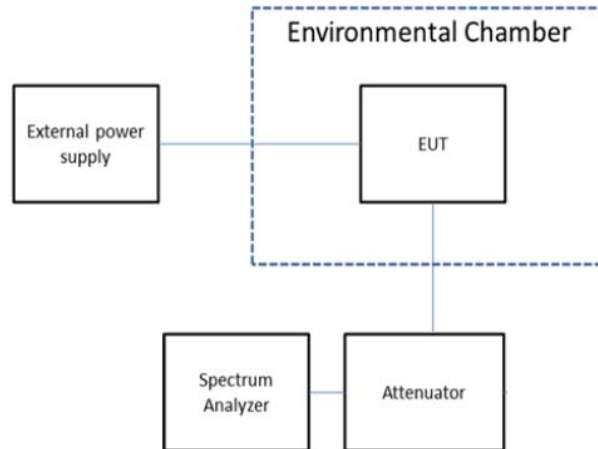 Environmental Chamber
External power
supply
EUT
Spectrum
Analyzer
Attenuator